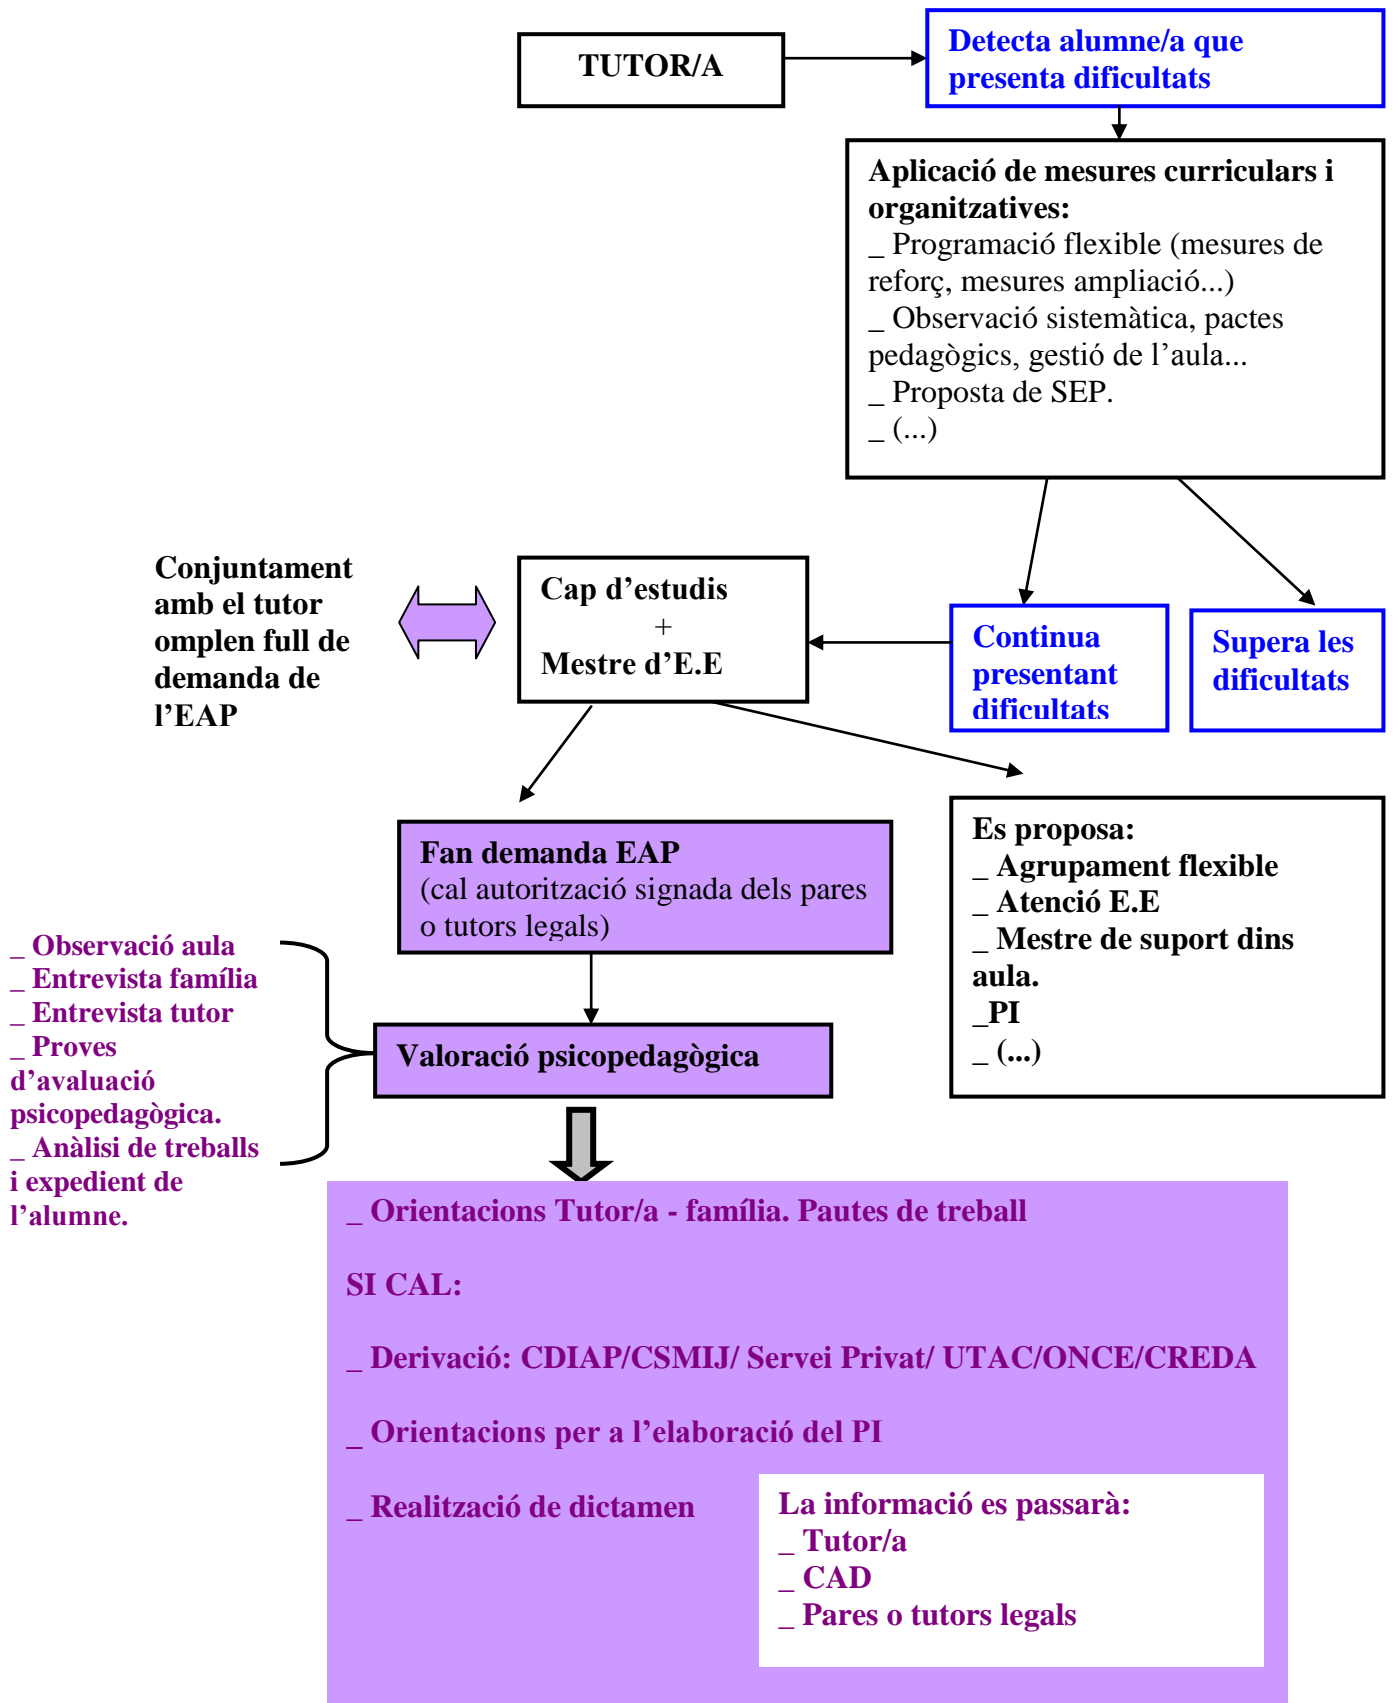 TUTOR/A
Detecta alumne/a que
presenta dificultats
Aplicació de mesures curriculars i
organitzatives:
_ Programació flexible (mesures de
reforç, mesures ampliació...)
_ Observació sistemàtica, pactes
pedagògics, gestió de l’aula...
_ Proposta de SEP.
_ (...)
Conjuntament
amb el tutor
omplen full de
demanda de
l’EAP
Cap d’estudis
+
Mestre d’E.E
Continua
presentant
dificultats
Supera les
dificultats
Fan demanda EAP
(cal autorització signada dels pares
o tutors legals)
Es proposa:
_ Agrupament flexible
_ Atenció E.E
_ Mestre de suport dins
aula.
_PI
_ (...)
_ Observació aula
_ Entrevista família
_ Entrevista tutor
_ Proves
d’avaluació
psicopedagògica.
_ Anàlisi de treballs
i expedient de
l’alumne.
Valoració psicopedagògica
_ Orientacions Tutor/a - família. Pautes de treball
SI CAL:
_ Derivació: CDIAP/CSMIJ/ Servei Privat/ UTAC/ONCE/CREDA
_ Orientacions per a l’elaboració del PI
_ Realització de dictamen
La informació es passarà:
_ Tutor/a
_ CAD
_ Pares o tutors legals